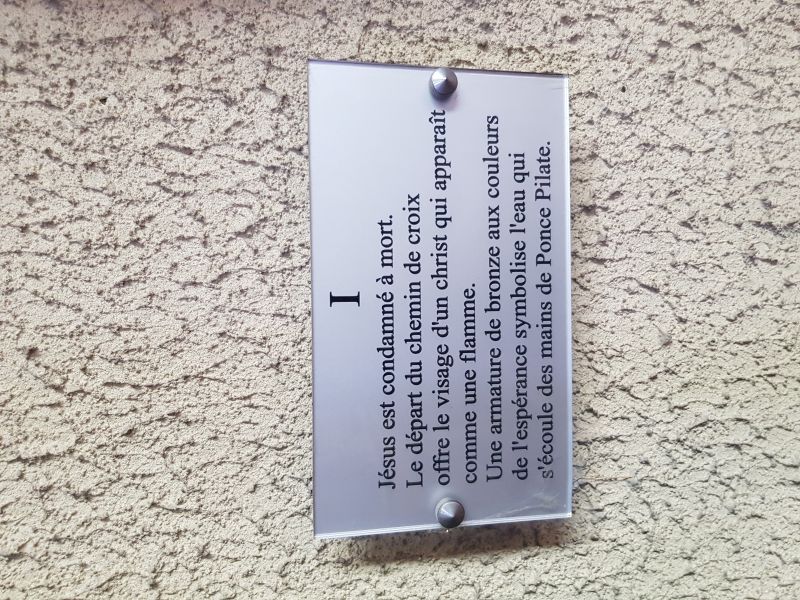 I
Jésus est condamné à mort.
Le départ du chemin de croix
offre le visage d'un christ qui apparaît
comme une flamme.
Une armature de bronze aux couleurs
de l'espérance symbolise l'eau qui
s'écoule des mains de Ponce Pilate.